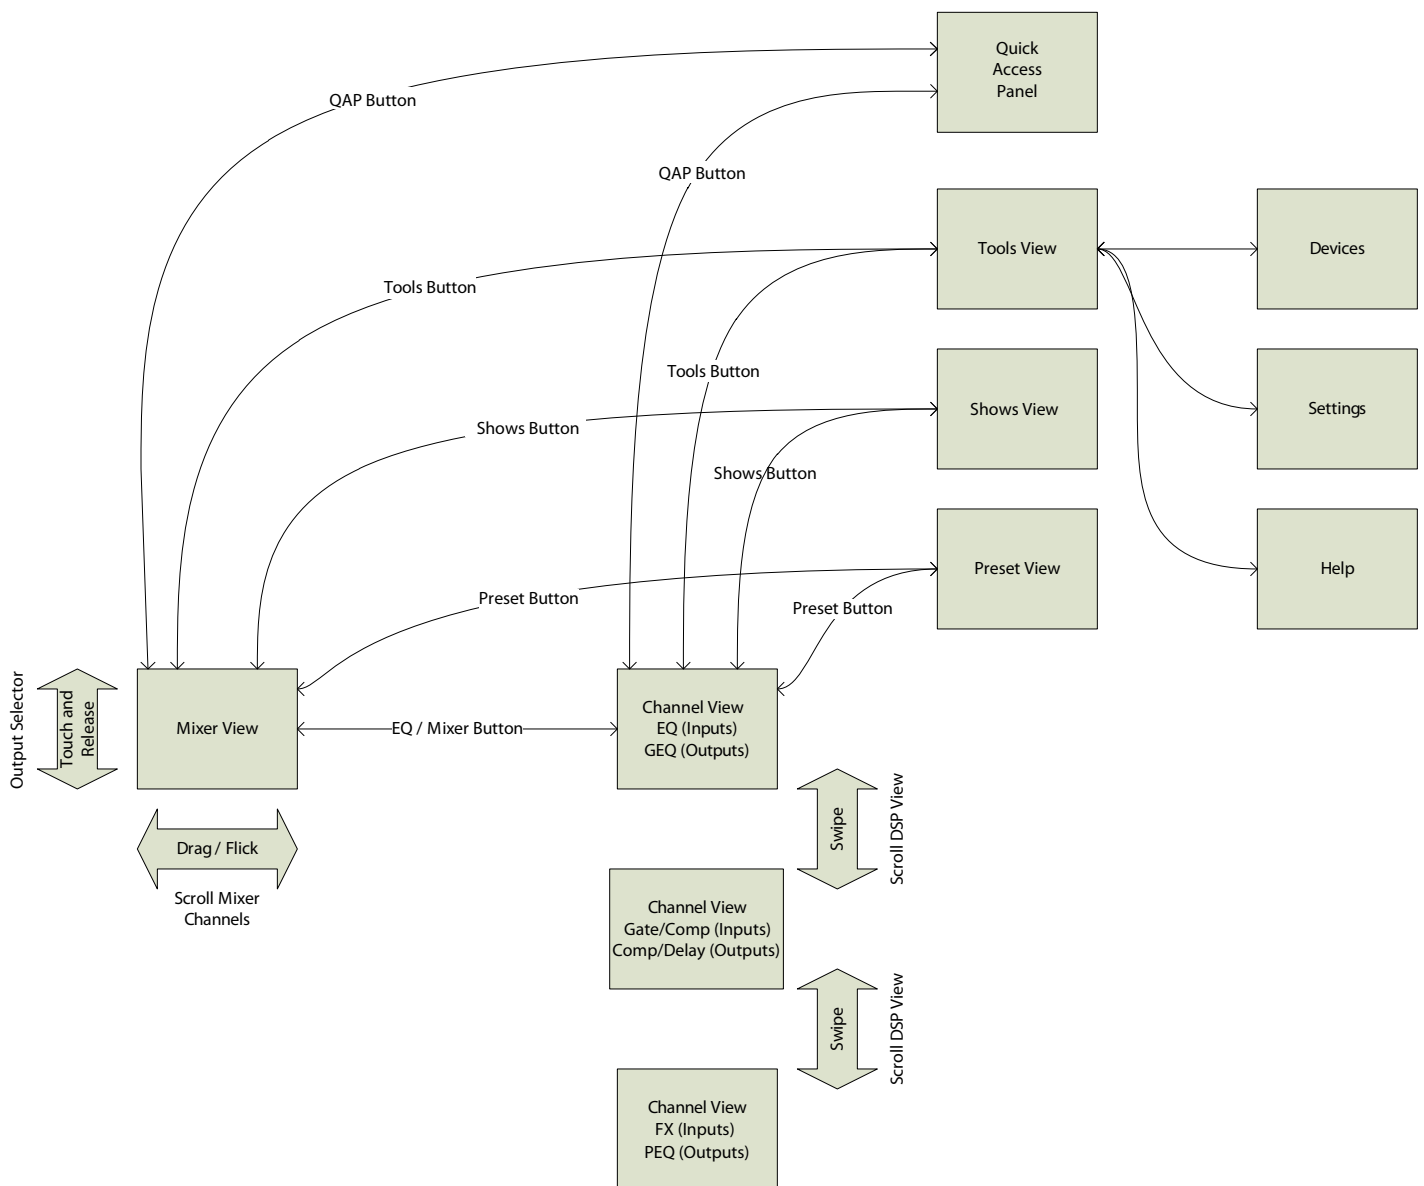 Quick
Access
Panel
QAP Button
QAP Button
Tools View
Devices
Tools Button
Tools Button
Shows View
Settings
Shows Button
Shows Button
Preset View
Help
Preset Button
Preset Button
Output Selector
Touch and
Release
Mixer View
EQ / Mixer Button
Channel View
EQ (Inputs)
GEQ (Outputs)
Drag / Flick
Scroll Mixer
Channels
Swipe
Scroll DSP View
Channel View
Gate/Comp (Inputs)
Comp/Delay (Outputs)
Swipe
Scroll DSP View
Channel View
FX (Inputs)
PEQ (Outputs)